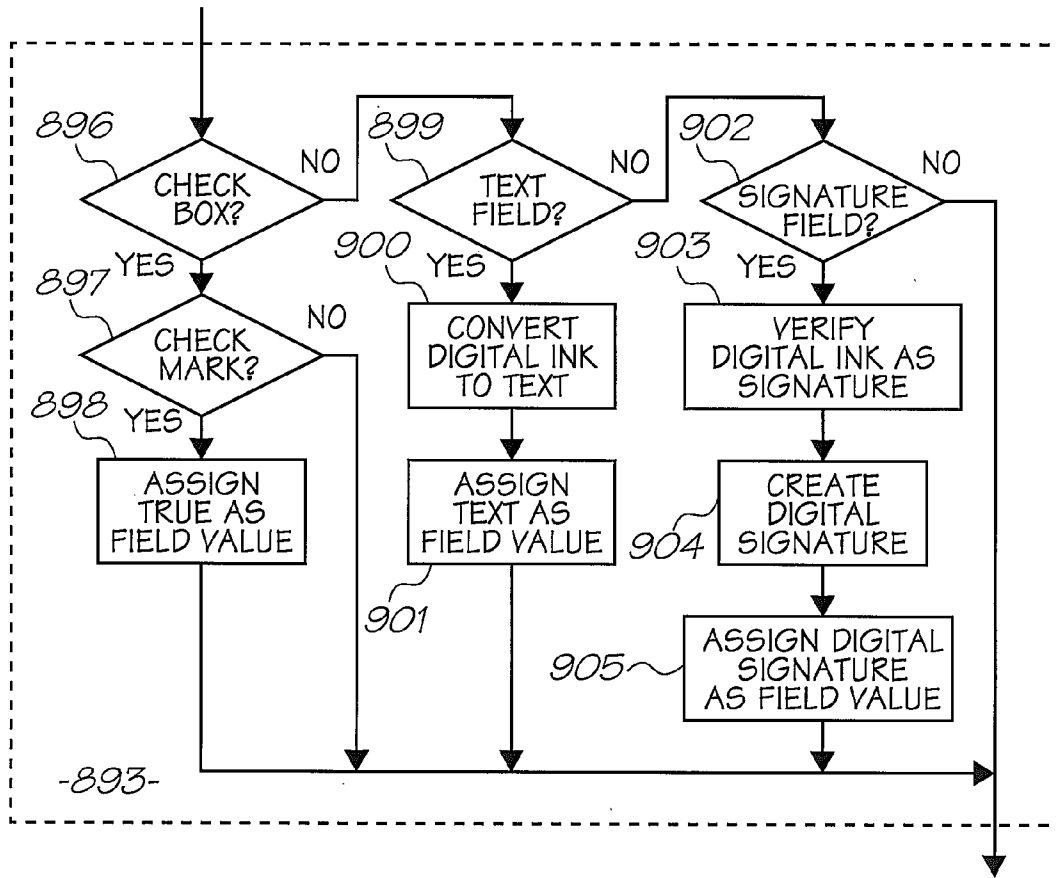 896
CHECK
BOX?
NO
YES
899
TEXT
FIELD?
NO
YES
902
SIGNATURE
FIELD?
NO
YES
897
CHECK
MARK?
NO
YES
900
CONVERT
DIGITAL INK
TO TEXT
903
VERIFY
DIGITAL INK AS
SIGNATURE
898
ASSIGN
TRUE AS
FIELD VALUE
ASSIGN
TEXT AS
FIELD VALUE
901
CREATE
DIGITAL
SIGNATURE
904
905
ASSIGN DIGITAL
SIGNATURE
AS FIELD VALUE
-893-